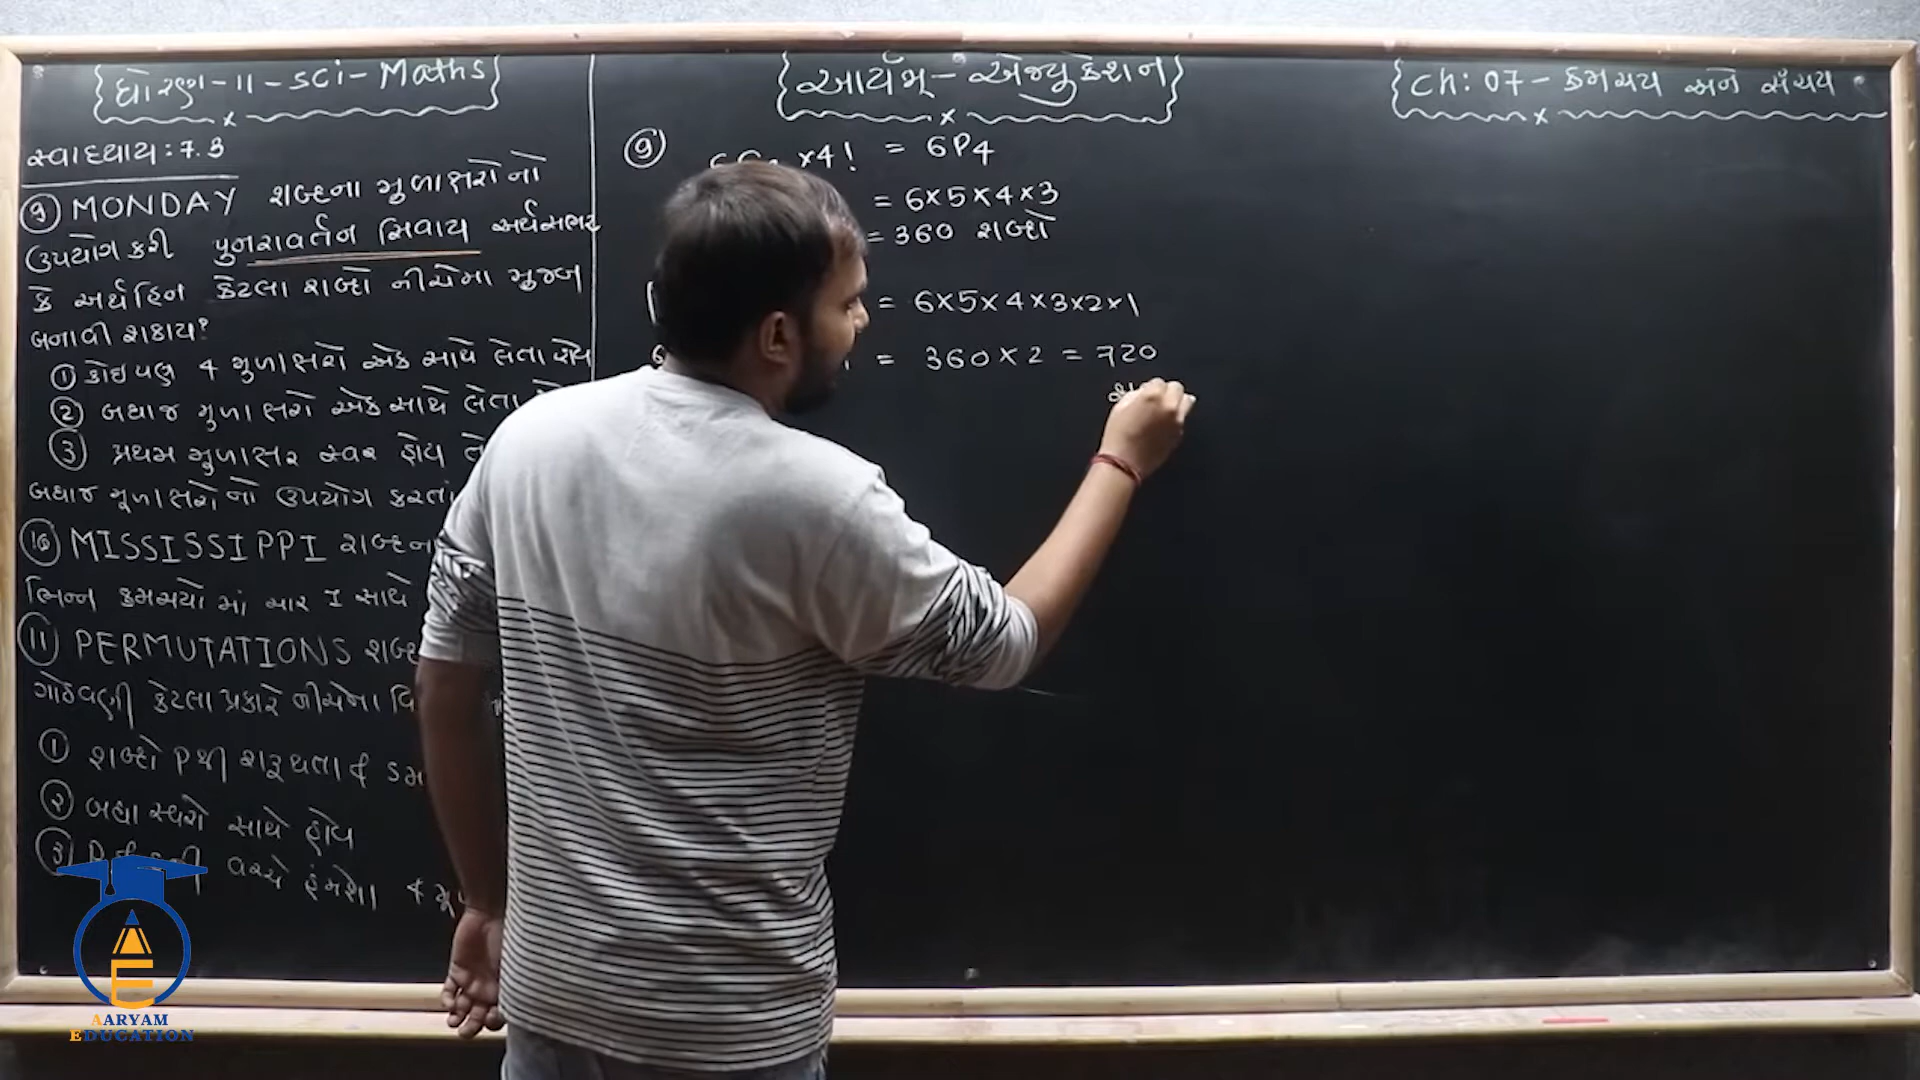 ધોરણ-11-sci-Maths
આર્યમ્-એજ્યુકેશન
ch: 07 - ક્રમચય અને સંચય
સ્વાધ્યાય: 7.3
⑨ MONDAY શબ્દના મુળાક્ષરોનો
ઉપયોગ કરી પુનરાવર્તન સિવાય અર્થસભર
કે અર્થહિન કેટલા શબ્દો નીચેના મુજબ
બનાવી શકાય?
① કોઇપણ 4 મુળાક્ષરો એક સાથે લેતા હોય
② બધાજ મુળાક્ષરો એક સાથે લેતા
③ પ્રથમ મુળાક્ષર સ્વર હોય
બધાજ મૂળાક્ષરોનો ઉપયોગ કરતાં
⑩ MISSISSIPPI શબ્દના
ભિન્ન ક્રમચયોમાં ચાર I સાથે
⑪ PERMUTATIONS
ગોઠવણી કેટલા પ્રકારે નીચેના
① શબ્દો P થી શરૂ થતા
② બધા સ્વરો સાથે હોય
③ વચ્ચે હંમેશા 4
⑨ ×4! = 6P4
= 6×5×4×3
= 360 શબ્દો
= 6×5×4×3×2×1
= 360×2 = 720
AARYAM
EDUCATION